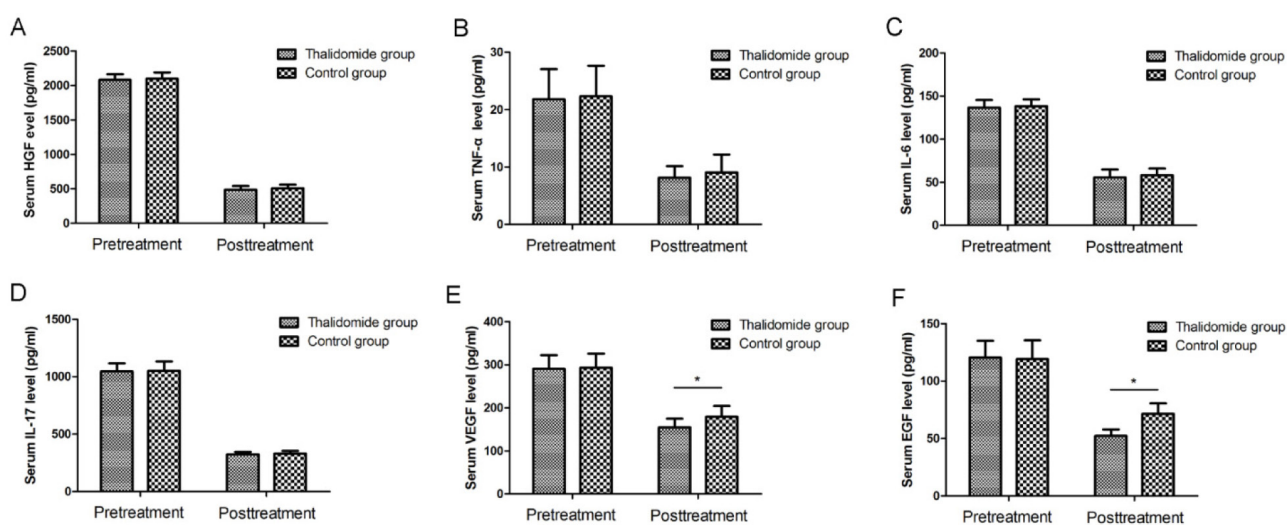 A
Serum HGF evel (pg/ml)
2500
2000
1500
1000
500
0
Thalidomide group
Control group
Pretreatment Posttreatment
B
Serum TNF-α level (pg/ml)
30
20
10
0
Thalidomide group
Control group
Pretreatment Posttreatment
C
Serum IL-6 level (pg/ml)
200
150
100
50
0
Thalidomide group
Control group
Pretreatment Posttreatment
D
Serum IL-17 level (pg/ml)
1500
1000
500
0
Thalidomide group
Control group
Pretreatment Posttreatment
E
Serum VEGF level (pg/ml)
400
300
200
100
0
Thalidomide group
Control group
*
Pretreatment Posttreatment
F
Serum EGF level (pg/ml)
150
100
50
0
Thalidomide group
Control group
*
Pretreatment Posttreatment